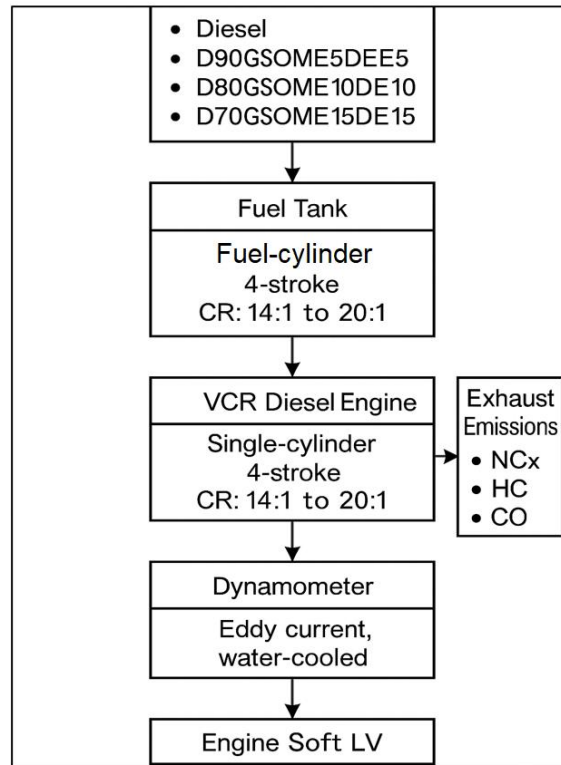 • Diesel
• D90GSOME5DEE5
• D80GSOME10DE10
• D70GSOME15DE15
Fuel Tank
Fuel-cylinder
4-stroke
CR: 14:1 to 20:1
VCR Diesel Engine
Single-cylinder
4-stroke
CR: 14:1 to 20:1
Exhaust
Emissions
• NCx
• HC
• CO
Dynamometer
Eddy current,
water-cooled
Engine Soft LV